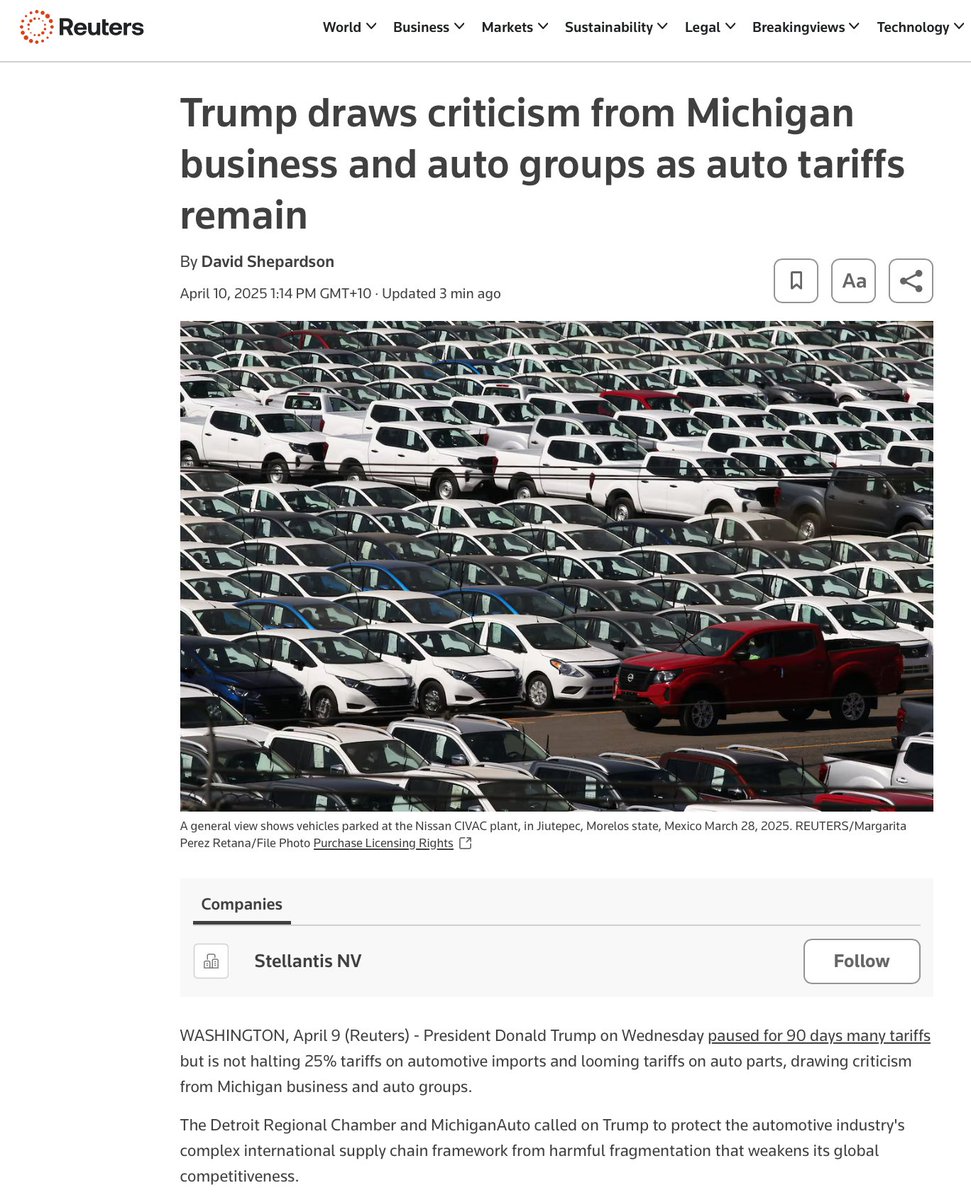 Reuters
World Business Markets Sustainability Legal Breakingviews Technology
Trump draws criticism from Michigan
business and auto groups as auto tariffs
remain
By David Shepardson
April 10, 2025 1:14 PM GMT+10 · Updated 3 min ago
Aa
A general view shows vehicles parked at the Nissan CIVAC plant, in Jiutepec, Morelos state, Mexico March 28, 2025. REUTERS/Margarita
Perez Retana/File Photo Purchase Licensing Rights
Companies
Stellantis NV
Follow
WASHINGTON, April 9 (Reuters) - President Donald Trump on Wednesday paused for 90 days many tariffs
but is not halting 25% tariffs on automotive imports and looming tariffs on auto parts, drawing criticism
from Michigan business and auto groups.
The Detroit Regional Chamber and MichiganAuto called on Trump to protect the automotive industry's
complex international supply chain framework from harmful fragmentation that weakens its global
competitiveness.